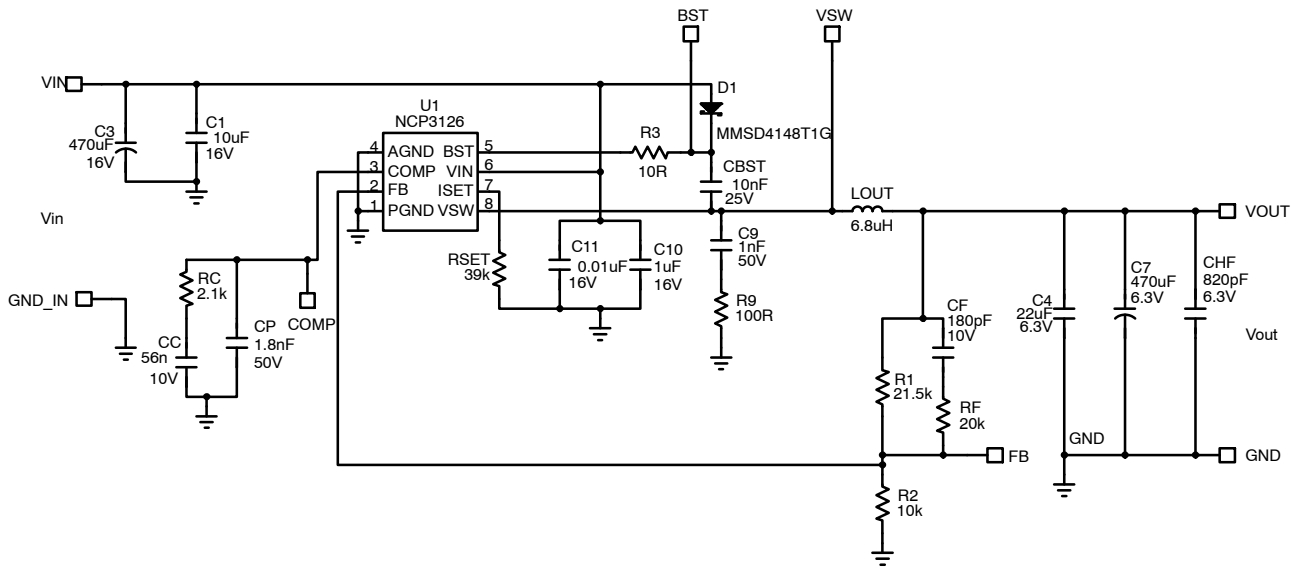 BST
VSW
VIN
D1
MMSD4148T1G
C3
470uF
16V
C1
10uF
16V
U1
NCP3126
4 AGND BST 5
3 COMP VIN 6
2 FB ISET 7
1 PGND VSW 8
R3
10R
CBST
10nF
25V
LOUT
6.8uH
VOUT
Vin
GND_IN
RC
2.1k
CC
56n
10V
CP
1.8nF
50V
COMP
RSET
39k
C11
0.01uF
16V
C10
1uF
16V
C9
1nF
50V
R9
100R
CF
180pF
10V
R1
21.5k
RF
20k
C4
22uF
6.3V
C7
470uF
6.3V
CHF
820pF
6.3V
Vout
GND
FB
GND
R2
10k